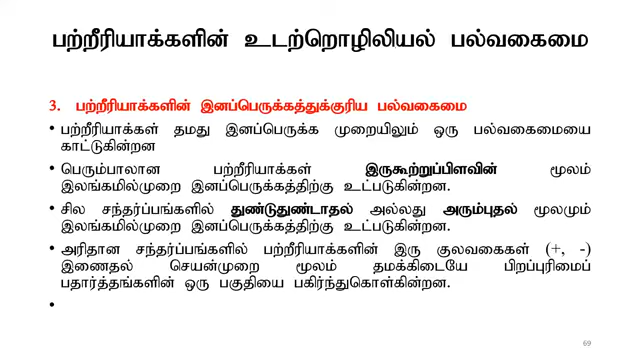 பற்றீரியாக்களின் உடற்றொழிலியல் பல்வகைமை
3. பற்றீரியாக்களின் இனப்பெருக்கத்துக்குரிய பல்வகைமை
• பற்றீரியாக்கள் தமது இனப்பெருக்க முறையிலும் ஒரு பல்வகைமையை
காட்டுகின்றன
• பெரும்பாலான பற்றீரியாக்கள் இருகூற்றுப்பிளவின் மூலம்
இலங்கமில்முறை இனப்பெருக்கத்திற்கு உட்படுகின்றன.
• சில சந்தர்ப்பங்களில் துண்டுதுண்டாதல் அல்லது அரும்புதல் மூலமும்
இலங்கமில்முறை இனப்பெருக்கத்திற்கு உட்படுகின்றன.
• அரிதான சந்தர்ப்பங்களில் பற்றீரியாக்களின் இரு குலவகைகள் (+, -)
இணைதல் செயன்முறை மூலம் தமக்கிடையே பிறப்புரிமைப்
பதார்த்தங்களின் ஒரு பகுதியை பகிர்ந்துகொள்கின்றன.
•
69